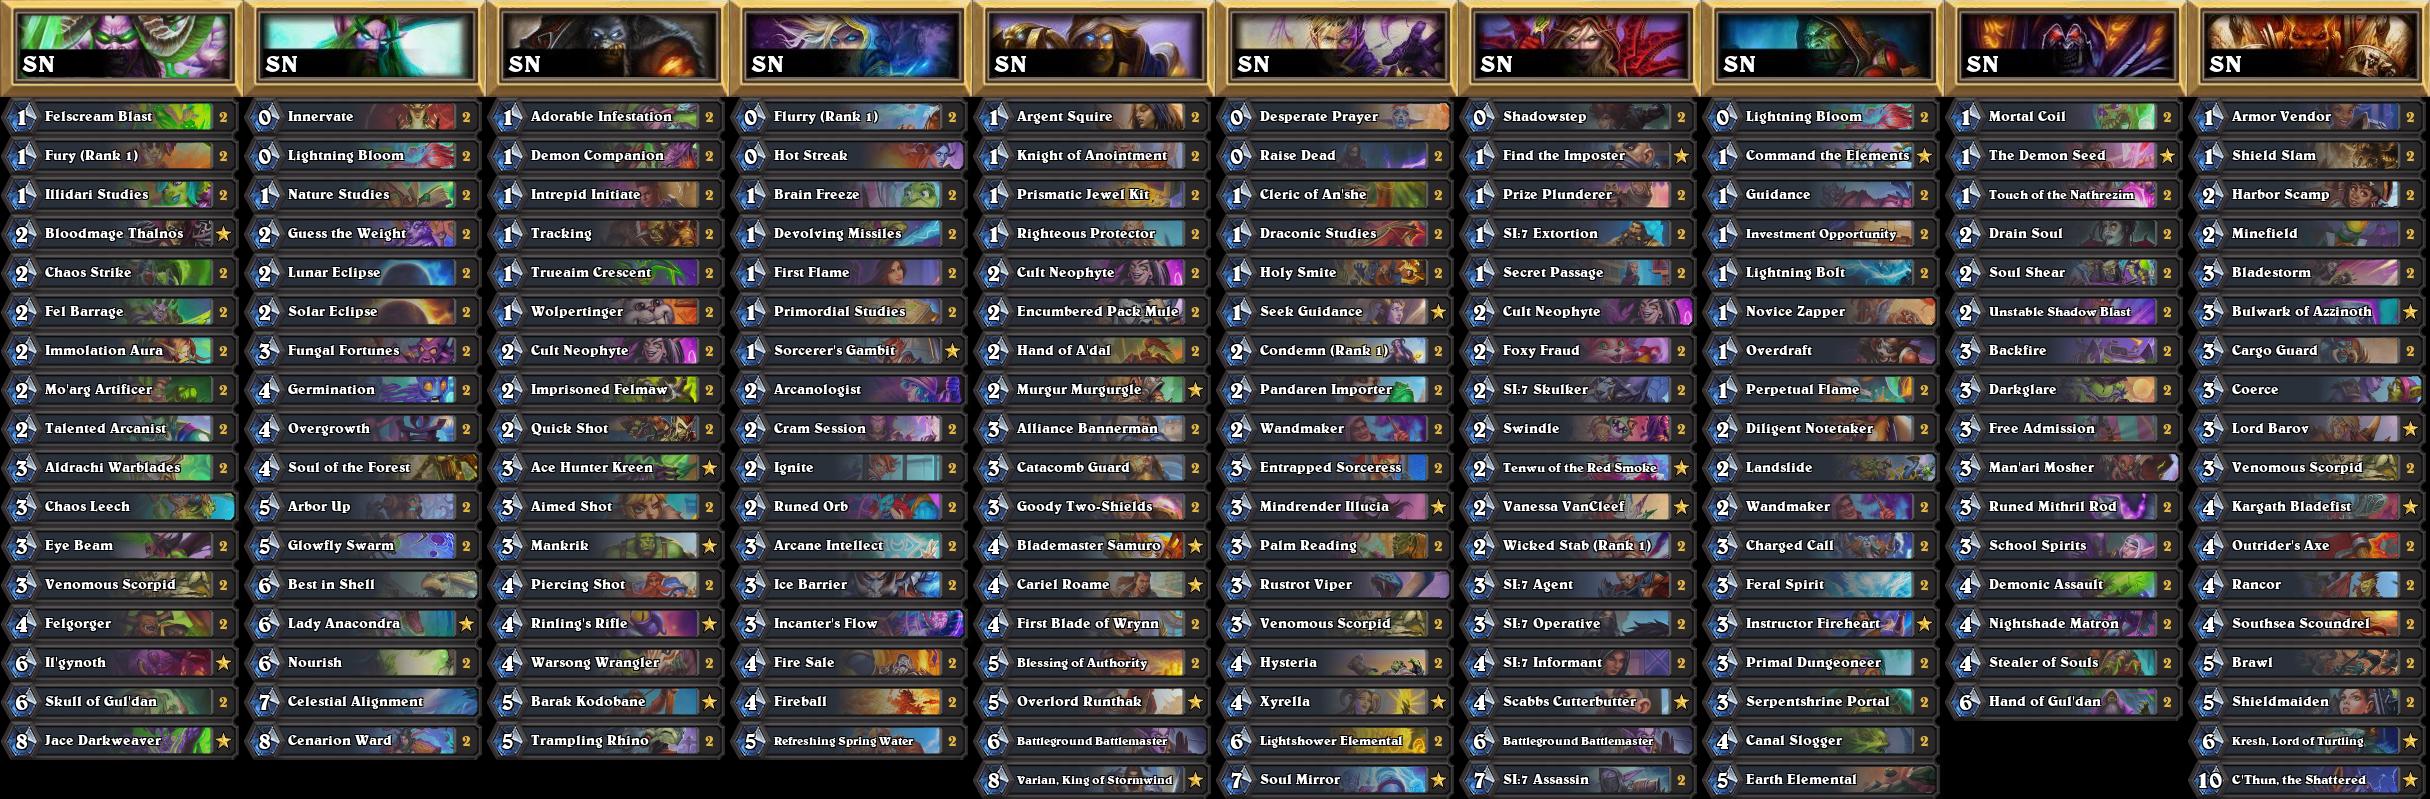 SN
1 Felscream Blast 2
1 Fury (Rank 1) 2
1 Illidari Studies 2
2 Bloodmage Thalnos
2 Chaos Strike 2
2 Fel Barrage 2
2 Immolation Aura 2
2 Mo'arg Artificer 2
2 Talented Arcanist 2
3 Aldrachi Warblades 2
3 Chaos Leech
3 Eye Beam 2
3 Venomous Scorpid 2
4 Felgorger 2
6 Il'gynoth
6 Skull of Gul'dan 2
8 Jace Darkweaver
SN
0 Innervate 2
0 Lightning Bloom 2
1 Nature Studies 2
2 Guess the Weight 2
2 Lunar Eclipse 2
2 Solar Eclipse 2
3 Fungal Fortunes 2
4 Germination 2
4 Overgrowth 2
4 Soul of the Forest
5 Arbor Up 2
5 Glowfly Swarm 2
6 Best in Shell
6 Lady Anacondra
6 Nourish 2
7 Celestial Alignment
8 Cenarion Ward 2
SN
1 Adorable Infestation 2
1 Demon Companion 2
1 Intrepid Initiate 2
1 Tracking 2
1 Trueaim Crescent 2
1 Wolpertinger 2
2 Cult Neophyte 2
2 Imprisoned Felmaw 2
2 Quick Shot 2
3 Ace Hunter Kreen
3 Aimed Shot 2
3 Mankrik
4 Piercing Shot 2
4 Rinling's Rifle
4 Warsong Wrangler 2
5 Barak Kodobane
5 Trampling Rhino 2
SN
0 Flurry (Rank 1) 2
0 Hot Streak
1 Brain Freeze 2
1 Devolving Missiles 2
1 First Flame 2
1 Primordial Studies 2
1 Sorcerer's Gambit
2 Arcanologist
2 Cram Session 2
2 Ignite 2
2 Runed Orb 2
3 Arcane Intellect 2
3 Ice Barrier 2
3 Incanter's Flow
4 Fire Sale 2
4 Fireball 2
5 Refreshing Spring Water 2
SN
1 Argent Squire 2
1 Knight of Anointment 2
1 Prismatic Jewel Kit 2
1 Righteous Protector 2
2 Cult Neophyte 2
2 Encumbered Pack Mule 2
2 Hand of A'dal 2
2 Murgur Murgurgle
3 Alliance Bannerman 2
3 Catacomb Guard 2
3 Goody Two-Shields 2
4 Blademaster Samuro
4 Cariel Roame
4 First Blade of Wrynn 2
5 Blessing of Authority 2
5 Overlord Runthak
6 Battleground Battlemaster
8 Varian, King of Stormwind
SN
0 Desperate Prayer
0 Raise Dead 2
1 Cleric of An'she 2
1 Draconic Studies 2
1 Holy Smite 2
1 Seek Guidance
2 Condemn (Rank 1) 2
2 Pandaren Importer 2
2 Wandmaker 2
3 Entrapped Sorceress 2
3 Mindrender Illucia
3 Palm Reading 2
3 Rustrot Viper
3 Venomous Scorpid 2
4 Hysteria 2
4 Xyrella
6 Lightshower Elemental 2
7 Soul Mirror
SN
0 Shadowstep 2
1 Find the Imposter
1 Prize Plunderer 2
1 SI:7 Extortion 2
1 Secret Passage 2
2 Cult Neophyte
2 Foxy Fraud 2
2 SI:7 Skulker 2
2 Swindle 2
2 Tenwu of the Red Smoke
2 Vanessa VanCleef
2 Wicked Stab (Rank 1) 2
3 SI:7 Agent 2
3 SI:7 Operative 2
4 SI:7 Informant 2
4 Scabbs Cutterbutter
6 Battleground Battlemaster
7 SI:7 Assassin 2
SN
0 Lightning Bloom 2
1 Command the Elements
1 Guidance 2
1 Investment Opportunity 2
1 Lightning Bolt 2
1 Novice Zapper
1 Overdraft
1 Perpetual Flame 2
2 Diligent Notetaker 2
2 Landslide
2 Wandmaker 2
3 Charged Call 2
3 Feral Spirit 2
3 Instructor Fireheart
3 Primal Dungeoneer 2
3 Serpentshrine Portal 2
4 Canal Slogger 2
5 Earth Elemental
SN
1 Mortal Coil 2
1 The Demon Seed
1 Touch of the Nathrezim 2
2 Drain Soul 2
2 Soul Shear 2
2 Unstable Shadow Blast 2
3 Backfire 2
3 Darkglare 2
3 Free Admission 2
3 Man'ari Mosher
3 Runed Mithril Rod 2
3 School Spirits 2
4 Demonic Assault 2
4 Nightshade Matron 2
4 Stealer of Souls 2
6 Hand of Gul'dan 2
SN
1 Armor Vendor 2
1 Shield Slam 2
2 Harbor Scamp 2
2 Minefield 2
3 Bladestorm 2
3 Bulwark of Azzinoth
3 Cargo Guard 2
3 Coerce
3 Lord Barov
3 Venomous Scorpid 2
4 Kargath Bladefist
4 Outrider's Axe 2
4 Rancor 2
4 Southsea Scoundrel 2
5 Brawl 2
5 Shieldmaiden 2
6 Kresh, Lord of Turtling
10 C'Thun, the Shattered